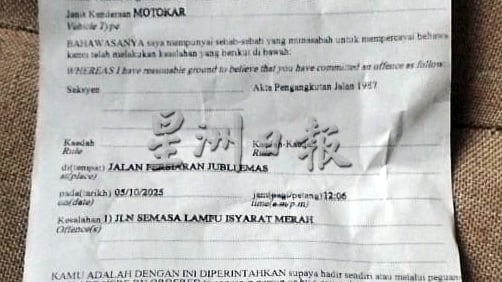 Jenis Kenderaan MOTOKAR
Vehicle Type
BAHAWASANYA saya mempunyai sebab-sebab yang munasabah untuk mempercayai bahawa
kamu telah melakukan kesalahan yang berikut di bawah:
WHEREAS I have reasonable ground to believe that you have committed an offence as follow:
Seksyen Akta Pengangkutan Jalan 1987
星洲日報
Kaedah Kaedah-Kaedah
Rule Rule
di(tempat) JALAN PERSIARAN JUBLI EMAS
at(place)
pada(tarikh) 05/10/2025 jam(pagi/petang)12:06
on(date) time(a.m/p.m)
Kesalahan 1) JLN SEMASA LAMPU ISYARAT MERAH
Offence(s)
KAMU ADALAH DENGAN INI DIPERINTAHKAN supaya hadir sendiri atau melalui peguam